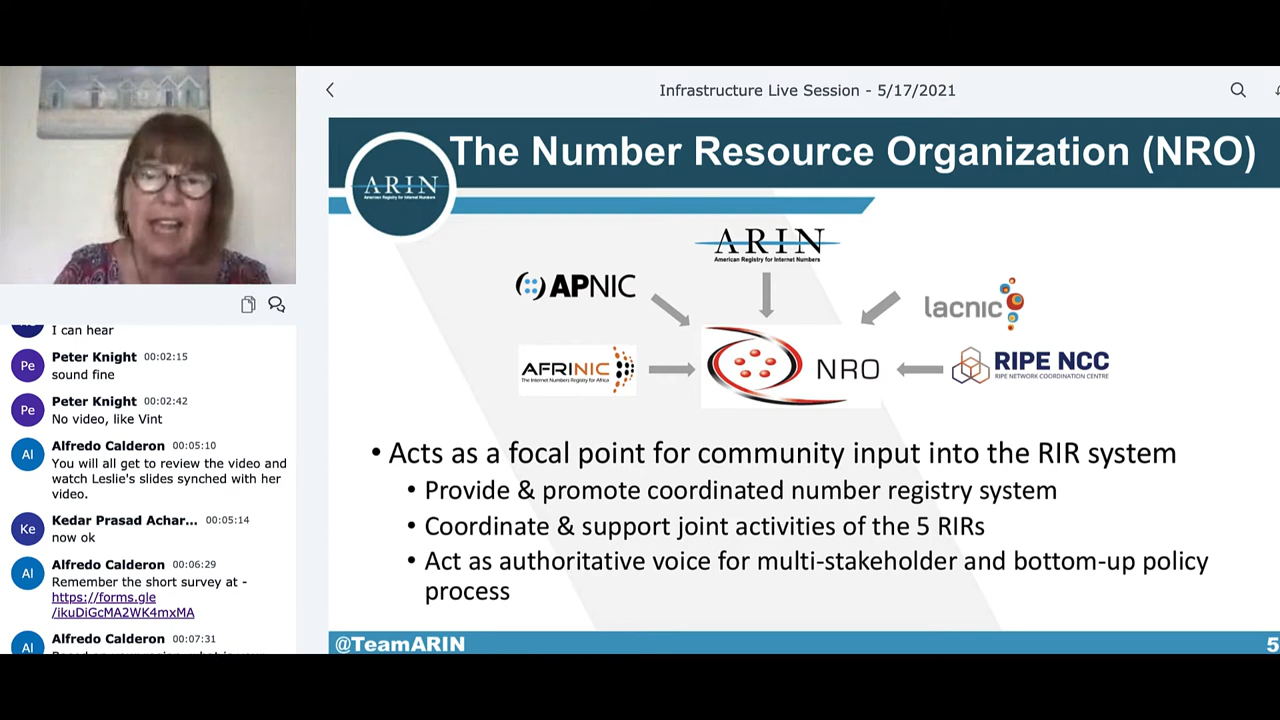 Infrastructure Live Session - 5/17/2021
The Number Resource Organization (NRO)
ARIN
American Registry for Internet Numbers
ARIN
American Registry for Internet Numbers
APNIC
lacnic
AFRINIC
The Internet Numbers Registry for Africa
NRO
RIPE NCC
RIPE NETWORK COORDINATION CENTRE
• Acts as a focal point for community input into the RIR system
• Provide & promote coordinated number registry system
• Coordinate & support joint activities of the 5 RIRs
• Act as authoritative voice for multi-stakeholder and bottom-up policy
process
@TeamARIN
5
I can hear
Pe
Peter Knight 00:02:15
sound fine
Pe
Peter Knight 00:02:42
No video, like Vint
Al
Alfredo Calderon 00:05:10
You will all get to review the video and
watch Leslie's slides synched with her
video.
Ke
Kedar Prasad Achar... 00:05:14
now ok
Al
Alfredo Calderon 00:06:29
Remember the short survey at -
https://forms.gle
/ikuDiGcMA2WK4mxMA
Al
Alfredo Calderon 00:07:31